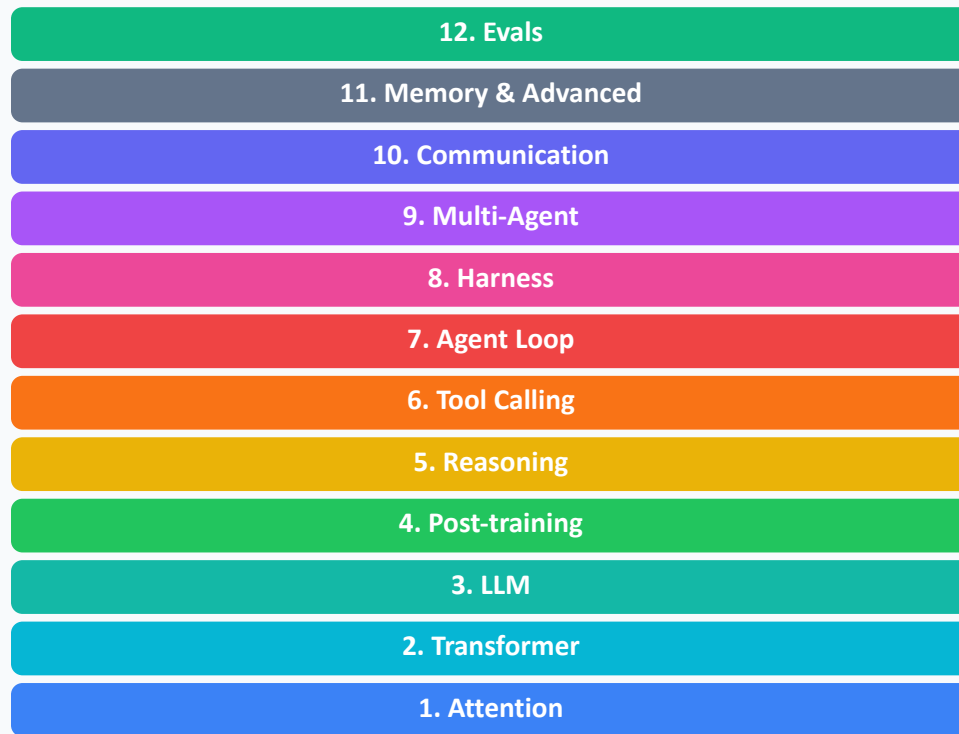 12. Evals
11. Memory & Advanced
10. Communication
9. Multi-Agent
8. Harness
7. Agent Loop
6. Tool Calling
5. Reasoning
4. Post-training
3. LLM
2. Transformer
1. Attention